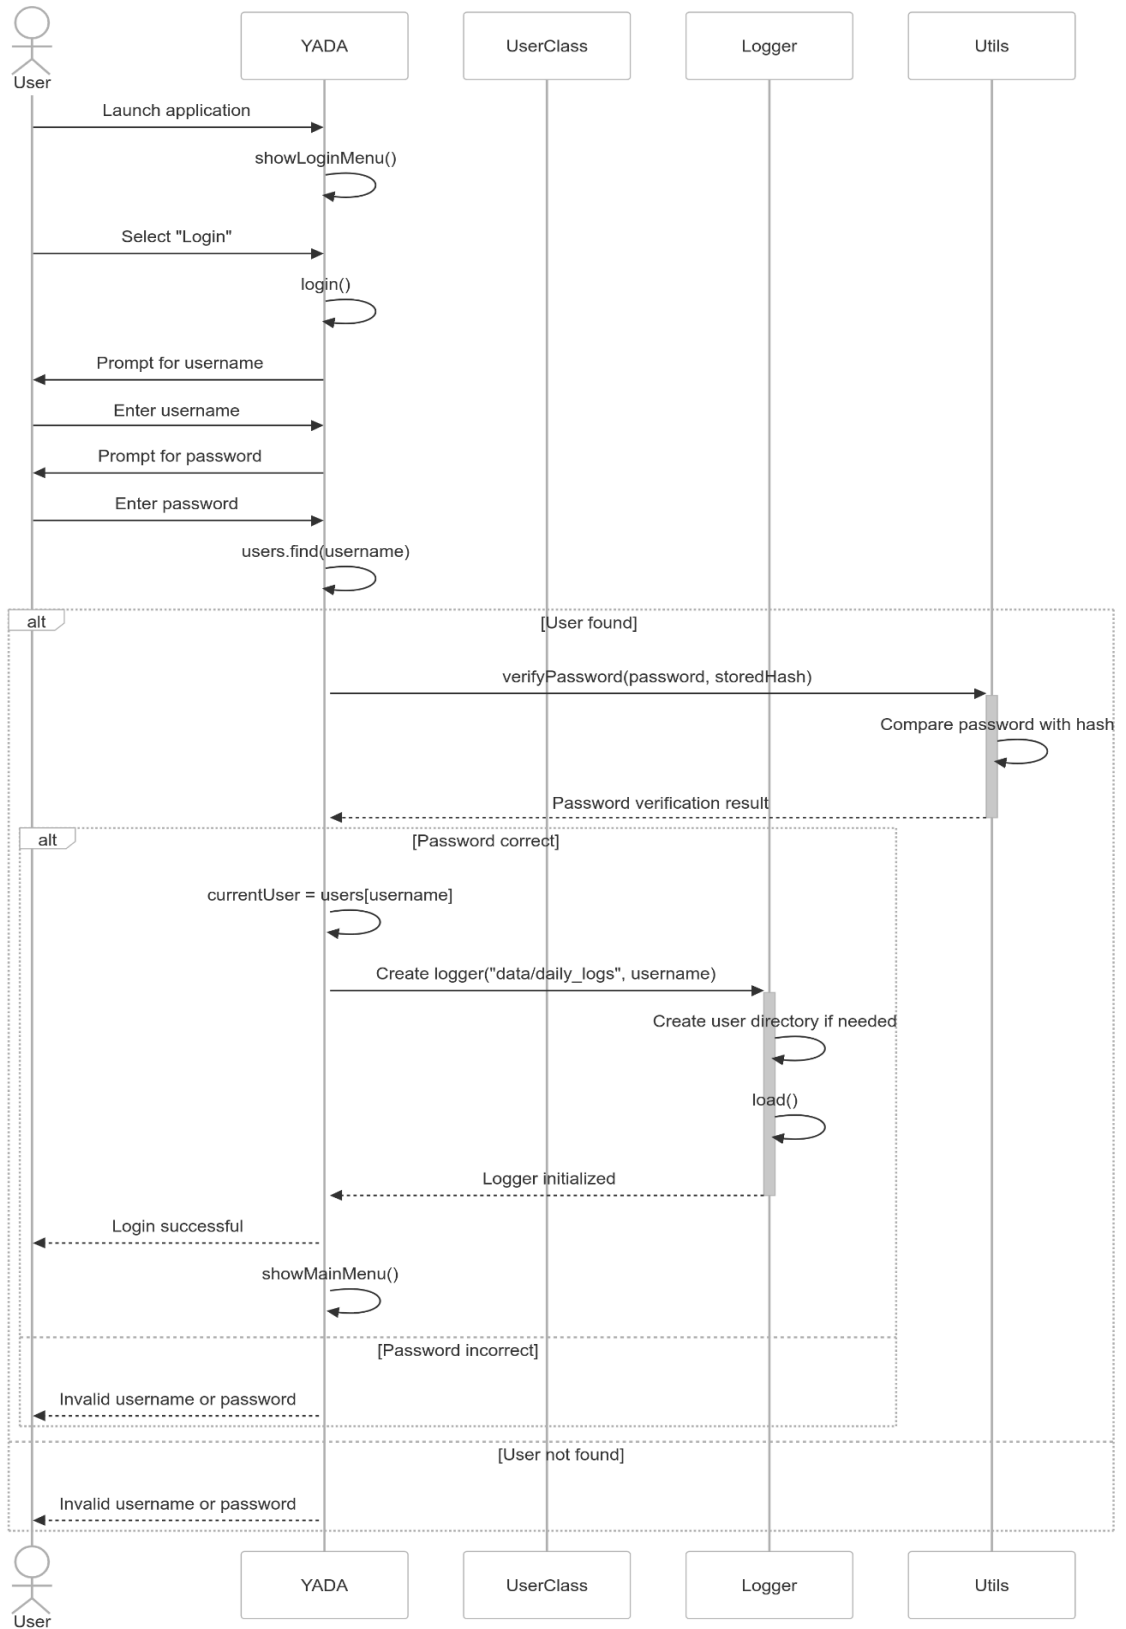 YADA
UserClass
Logger
Utils
User
Launch application
showLoginMenu()
Select "Login"
login()
Prompt for username
Enter username
Prompt for password
Enter password
users.find(username)
alt
[User found]
verifyPassword(password, storedHash)
Compare password with hash
Password verification result
alt
[Password correct]
currentUser = users[username]
Create logger("data/daily_logs", username)
Create user directory if needed
load()
Logger initialized
Login successful
showMainMenu()
[Password incorrect]
Invalid username or password
[User not found]
Invalid username or password
YADA
UserClass
Logger
Utils
User